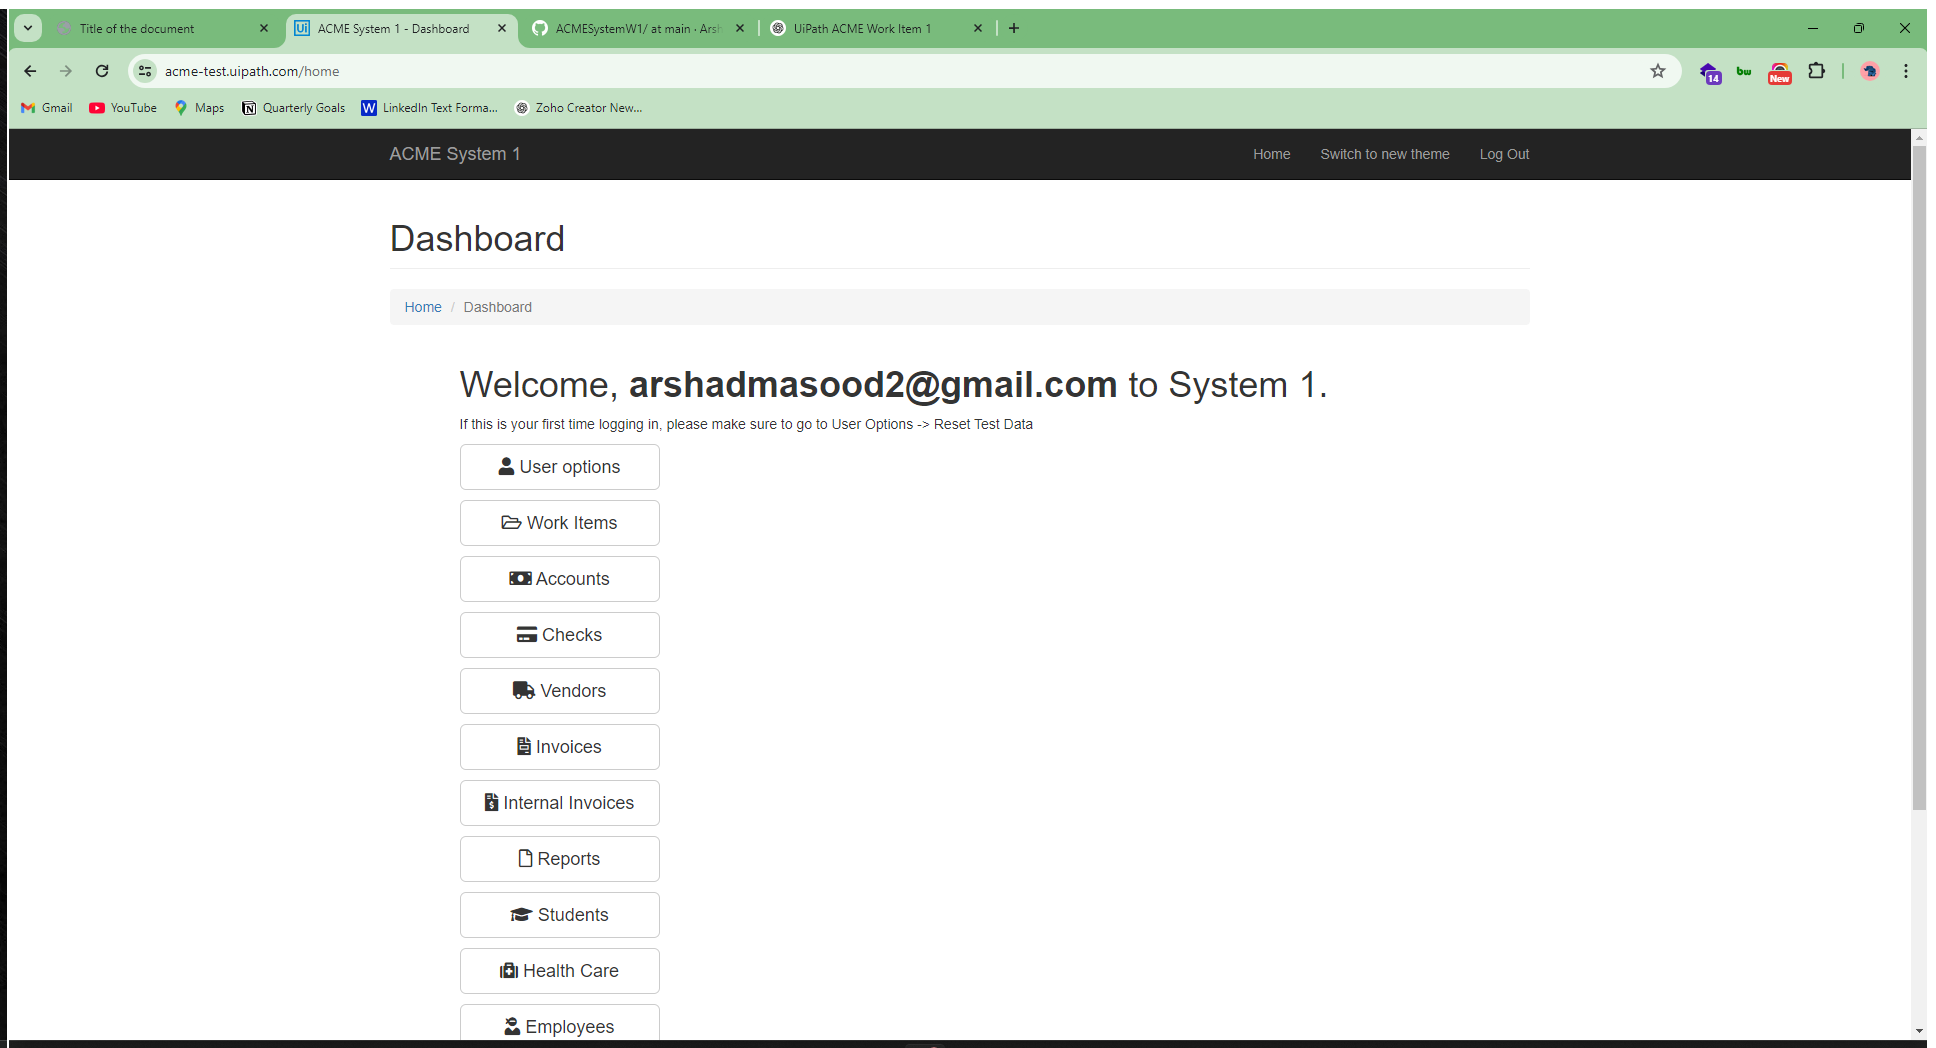 Title of the document
ACME System 1 - Dashboard
ACMESystemW1/ at main · Arsh
UiPath ACME Work Item 1
acme-test.uipath.com/home
14
bw
New
Gmail
YouTube
Maps
Quarterly Goals
LinkedIn Text Forma...
Zoho Creator New...
ACME System 1
Home
Switch to new theme
Log Out
Dashboard
Home / Dashboard
Welcome, arshadmasood2@gmail.com to System 1.
If this is your first time logging in, please make sure to go to User Options -> Reset Test Data
User options
Work Items
Accounts
Checks
Vendors
Invoices
Internal Invoices
Reports
Students
Health Care
Employees